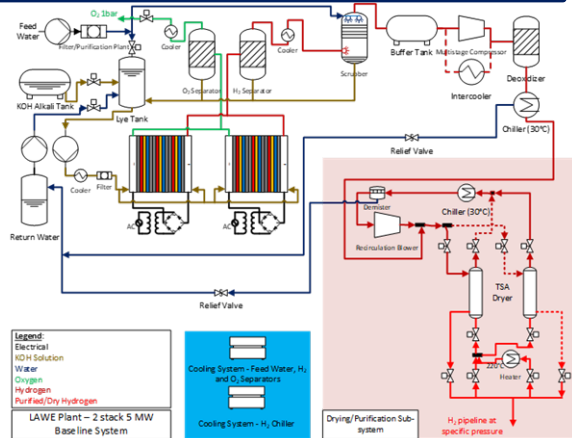 O₂ 1bar
Feed
Water
Filter/Purification Plant
Cooler
Cooler
O₂ Separator
H₂ Separator
Scrubber
Buffer Tank
Multistage Compressor
Deoxidizer
Intercooler
KOH Alkali Tank
Lye Tank
Chiller (30°C)
Relief Valve
Cooler
Filter
Return Water
AC
AC
Demister
Chiller (30°C)
Recirculation Blower
TSA
Dryer
Relief Valve
220°C
Heater
Legend:
Electrical
KOH Solution
Water
Oxygen
Hydrogen
Purified/Dry Hydrogen
LAWE Plant – 2 stack 5 MW
Baseline System
Cooling System - Feed Water, H₂
and O₂ Separators
Cooling System - H₂ Chiller
Drying/Purification Sub-
system
H₂ pipeline at
specific pressure